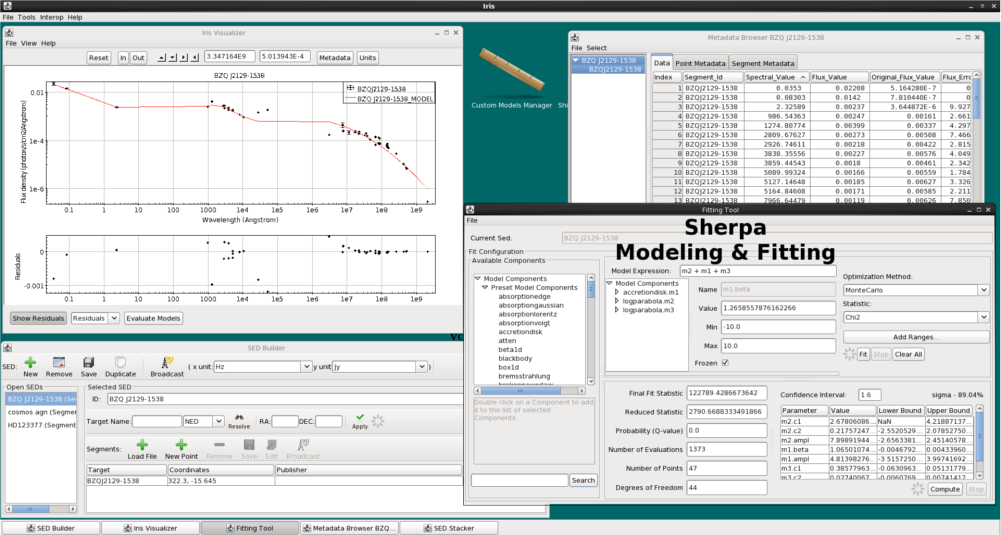 Iris
File Tools Interop Help
Iris Visualizer
File View Help
Reset In Out 3.347164E9 5.013943E-4 Metadata Units
BZQ J2129-1538
BZQJ2129-1538
BZQ J2129-1538_MODEL
Flux density (photon/s/cm2/Angstrom)
0.01
1e-4
1e-6
0.1 1 10 100 1000 1e4 1e5 1e6 1e7 1e8 1e9
Wavelength (Angstrom)
Residuals
0
-0.001
0.1 1 10 100 1000 1e4 1e5 1e6 1e7 1e8 1e9
Show Residuals Residuals Evaluate Models
Custom Models Manager
Metadata Browser BZQ J2129-1538
File Select
BZQ J2129-1538
BZQJ2129-1538
Data Point Metadata Segment Metadata
Index Segment_Id Spectral_Value Flux_Value Original_Flux_Value Flux_Erro
1 BZQJ2129-1538 0.0353 0.02208 5.164280E-7 0
2 BZQJ2129-1538 0.08303 0.0142 7.810440E-7 0
3 BZQJ2129-1538 2.32589 0.00237 3.644872E-6 9.927
4 BZQJ2129-1538 986.54363 0.00247 0.00161 2.661
5 BZQJ2129-1538 1274.80774 0.00399 0.00337 4.297
6 BZQJ2129-1538 2809.67627 0.00273 0.00508 7.466
7 BZQJ2129-1538 2926.74611 0.00218 0.00422 2.815
8 BZQJ2129-1538 3838.35556 0.00227 0.00576 4.049
9 BZQJ2129-1538 3859.44543 0.0018 0.00461 2.342
10 BZQJ2129-1538 5089.99324 0.00166 0.00559 1.784
11 BZQJ2129-1538 5127.14648 0.00185 0.00627 3.326
12 BZQJ2129-1538 5164.84608 0.00171 0.00585 2.211
13 BZQJ2129-1538 7966.64479 0.00119 0.00626 7.850
Fitting Tool
File
Sherpa
Modeling & Fitting
Current Sed: BZQ J2129-1538
Fit Configuration
Available Components
Model Components
Preset Model Components
absorptionedge
absorptiongaussian
absorptionlorentz
absorptionvoigt
accretiondisk
atten
beta1d
blackbody
box1d
bremsstrahlung
Double click on a Component to add it to the list of selected Components.
Search
Model Expression: m2 + m1 + m3
Model Components
accretiondisk.m1
logparabola.m2
logparabola.m3
Name m1.beta
Value 1.2658557876162266
Min -10.0
Max 10.0
Frozen
Optimization Method:
MonteCarlo
Statistic:
Chi2
Add Ranges...
Fit Stop Clear All
Final Fit Statistic 122789.4286673642
Reduced Statistic 2790.6688333491866
Probability (Q-value) 0.0
Number of Evaluations 1373
Number of Points 47
Degrees of Freedom 44
Confidence Interval: 1.6 sigma - 89.04%
Parameter Value Lower Bound Upper Bound
m2.c1 2.67806086... NaN 4.21887137...
m2.c2 0.21757247... -2.5520529... 2.07852750...
m2.ampl 7.89891944... -2.6563381... 2.45140578...
m1.beta 1.06501074... -0.0046792... 0.00433960...
m1.ampl 4.81398276... -3.5157250... 3.99741692...
m3.c1 0.38577963... -0.0630963... 0.05131779...
m3.c2 0.02740067... -0.0060769... 0.00741412...
Compute Stop
SED Builder
SED: New Remove Save Duplicate Broadcast ( x unit: Hz y unit: Jy )
Open SEDs
BZQ J2129-1538 (Se
cosmos agn (Segmer
HD123377 (Segment
Selected SED
ID: BZQ J2129-1538
Target Name: NED Resolve RA: DEC: Apply
Segments: Load File New Point Remove Save Edit Broadcast
Target Coordinates Publisher
BZQJ2129-1538 322.3, -15.645
SED Builder Iris Visualizer Fitting Tool Metadata Browser BZQ... SED Stacker